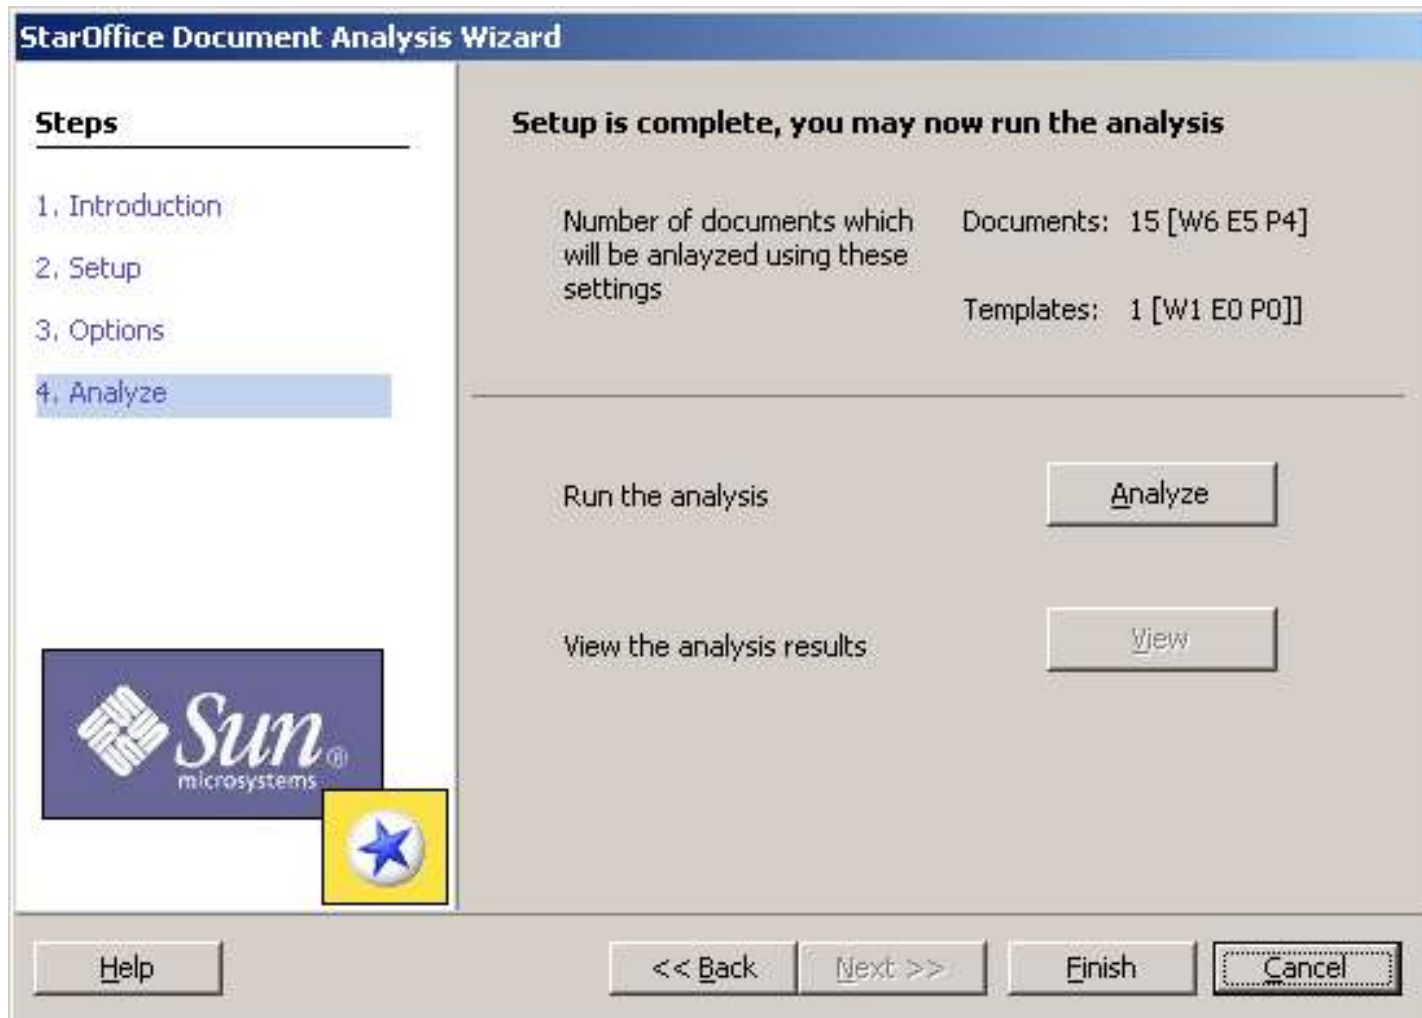 StarOffice Document Analysis Wizard
Steps
1. Introduction
2. Setup
3. Options
4. Analyze
Sun ®
microsystems
Setup is complete, you may now run the analysis
Number of documents which
will be anlayzed using these
settings
Documents: 15 [W6 E5 P4]
Templates: 1 [W1 E0 P0]]
Run the analysis
Analyze
View the analysis results
View
Help
<< Back
Next >>
Finish
Cancel